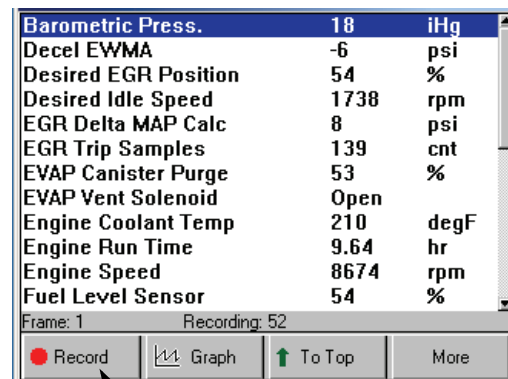 Barometric Press. 18 iHg
Decel EWMA -6 psi
Desired EGR Position 54 %
Desired Idle Speed 1738 rpm
EGR Delta MAP Calc 8 psi
EGR Trip Samples 139 cnt
EVAP Canister Purge 53 %
EVAP Vent Solenoid Open
Engine Coolant Temp 210 degF
Engine Run Time 9.64 hr
Engine Speed 8674 rpm
Fuel Level Sensor 54 %
Frame: 1 Recording: 52
Record Graph To Top More